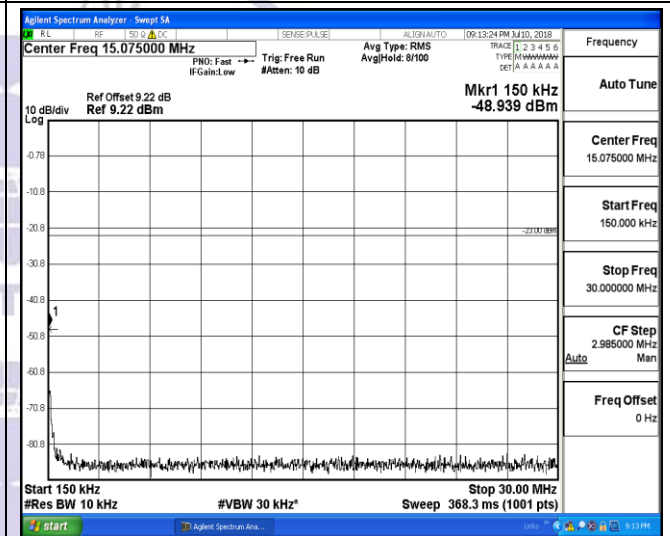 Agilent Spectrum Analyzer - Swept SA
RL RF 50 Ω DC SENSE:PULSE ALIGNAUTO 09:13:24 PM Jul 10, 2018
Center Freq 15.075000 MHz
PNO: Fast
IFGain:Low
Trig: Free Run
#Atten: 10 dB
Avg Type: RMS
Avg|Hold: 8/100
TRACE 1 2 3 4 5 6
TYPE M W W W W W
DET A A A A A A
Ref Offset 9.22 dB
10 dB/div Ref 9.22 dBm
Log
Mkr1 150 kHz
-48.939 dBm
-0.78
-10.8
-20.8
-23.00 dBm
-30.8
-40.8
1
-50.8
-60.8
-70.8
-80.8
Start 150 kHz Stop 30.00 MHz
#Res BW 10 kHz #VBW 30 kHz* Sweep 368.3 ms (1001 pts)
Frequency
Auto Tune
Center Freq
15.075000 MHz
Start Freq
150.000 kHz
Stop Freq
30.000000 MHz
CF Step
2.985000 MHz
Auto Man
Freq Offset
0 Hz
start Agilent Spectrum Ana... Links » 9:13 PM